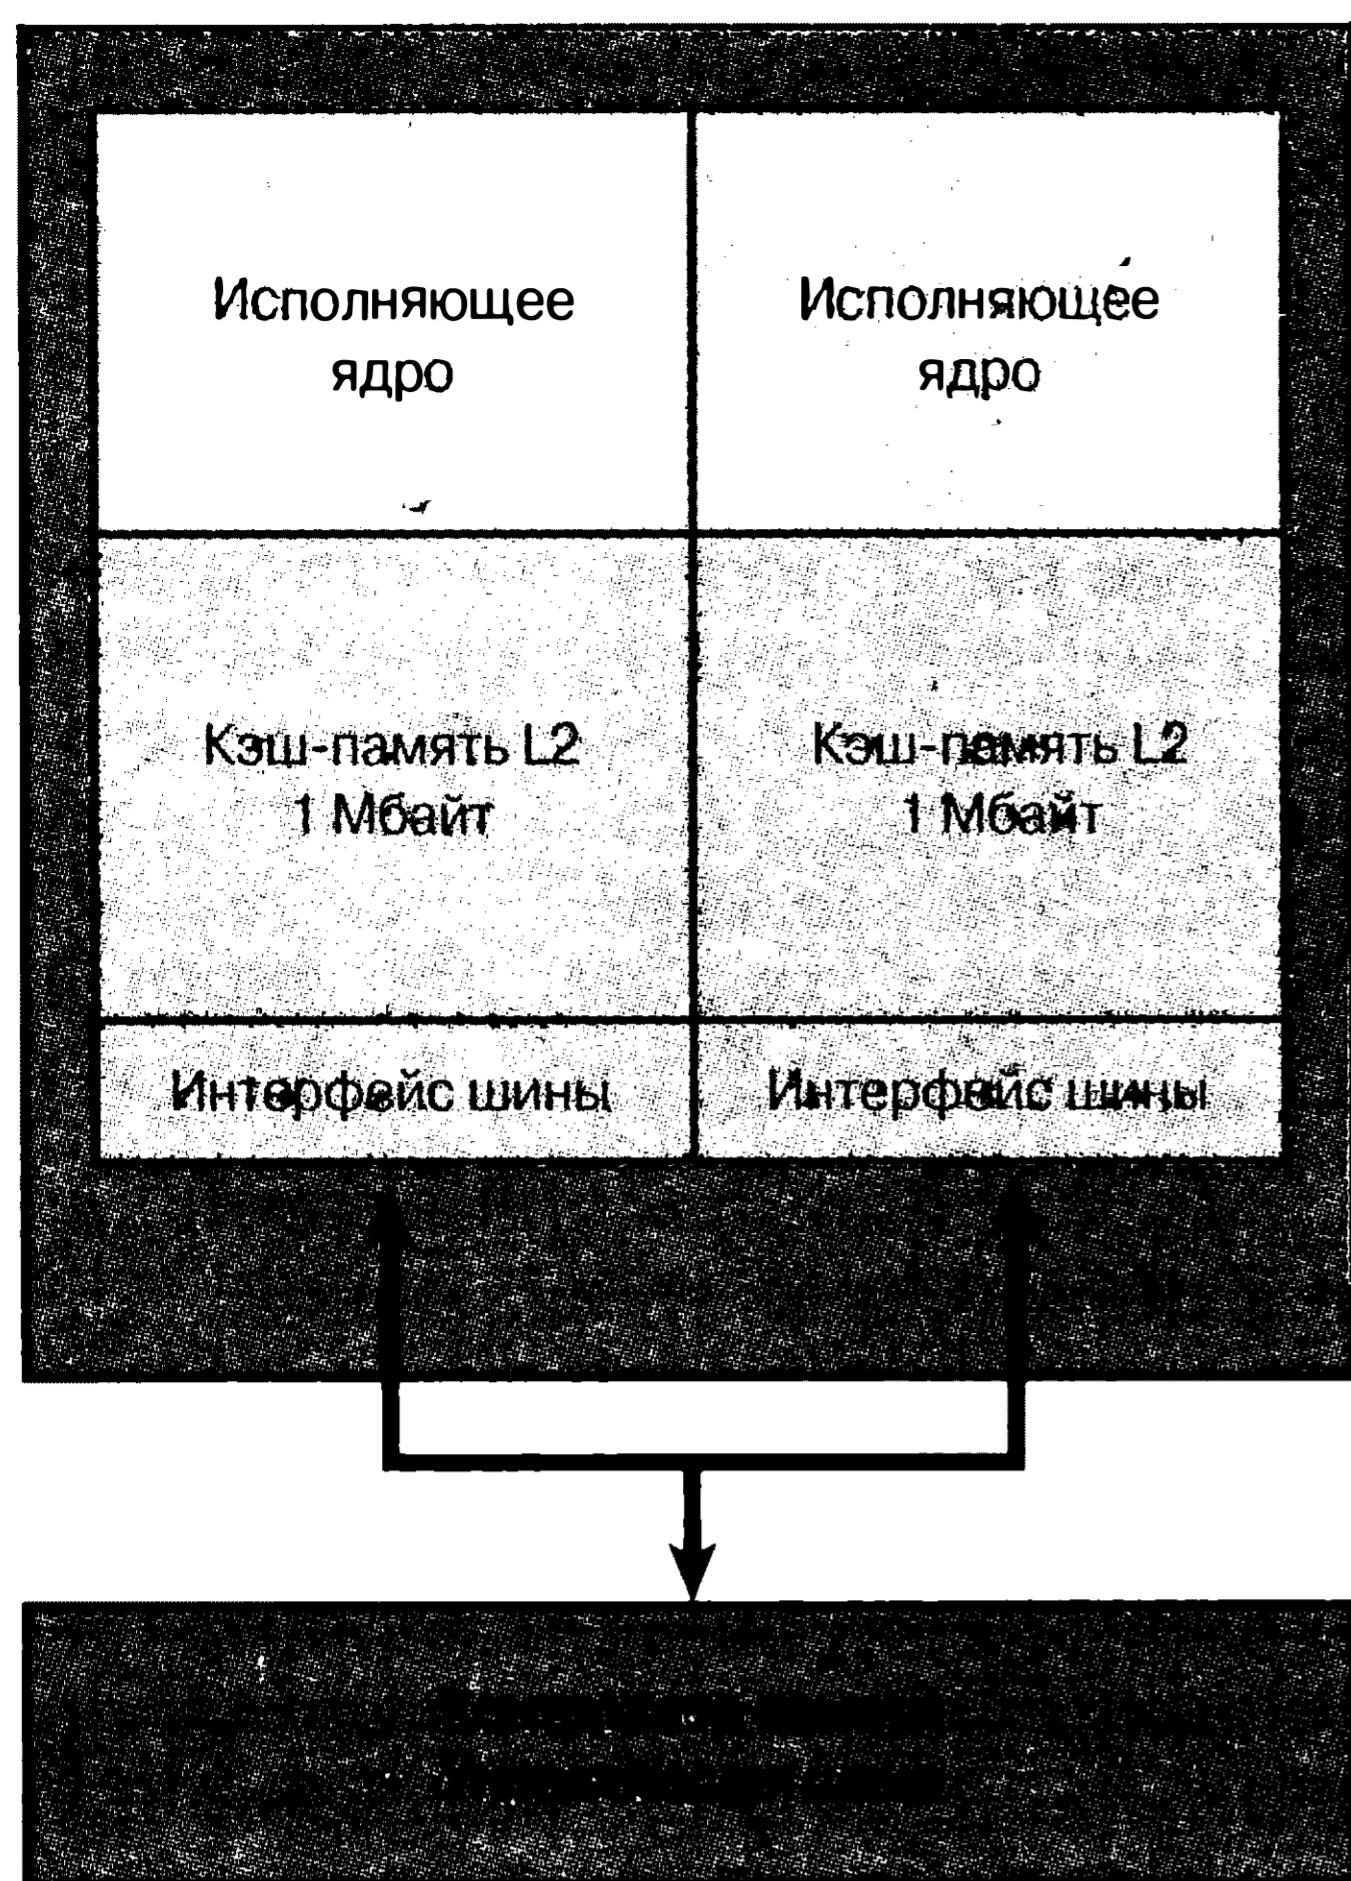 Исполняющее
ядро
Исполняющее
ядро
Кэш-память L2
1 Мбайт
Кэш-память L2
1 Мбайт
Интерфейс шины
Интерфейс шины